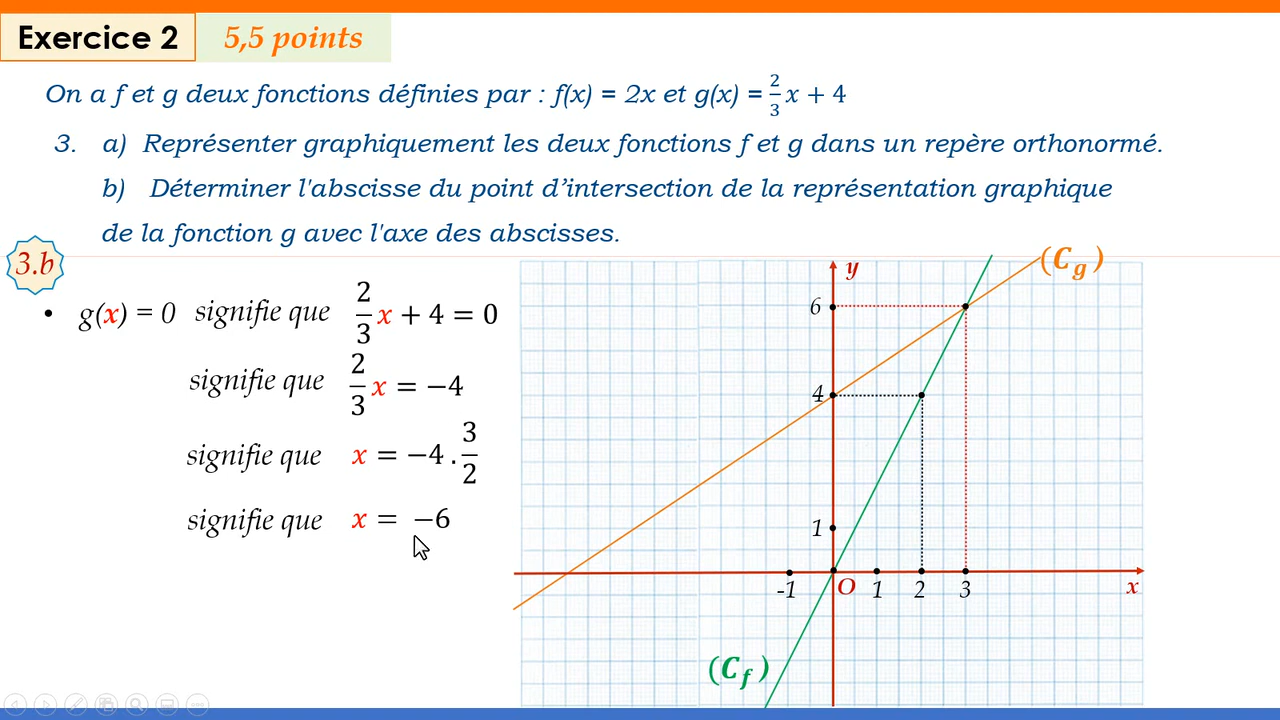 Exercice 2 5,5 points
On a f et g deux fonctions définies par : f(x) = 2x et g(x) = 2/3 x + 4
3. a) Représenter graphiquement les deux fonctions f et g dans un repère orthonormé.
b) Déterminer l'abscisse du point d’intersection de la représentation graphique
de la fonction g avec l'axe des abscisses.
3.b
• g(x) = 0 signifie que 2/3 x + 4 = 0
signifie que 2/3 x = −4
signifie que x = −4 . 3/2
signifie que x = −6
y
(C_g)
6
4
1
-1 O 1 2 3 x
(C_f)